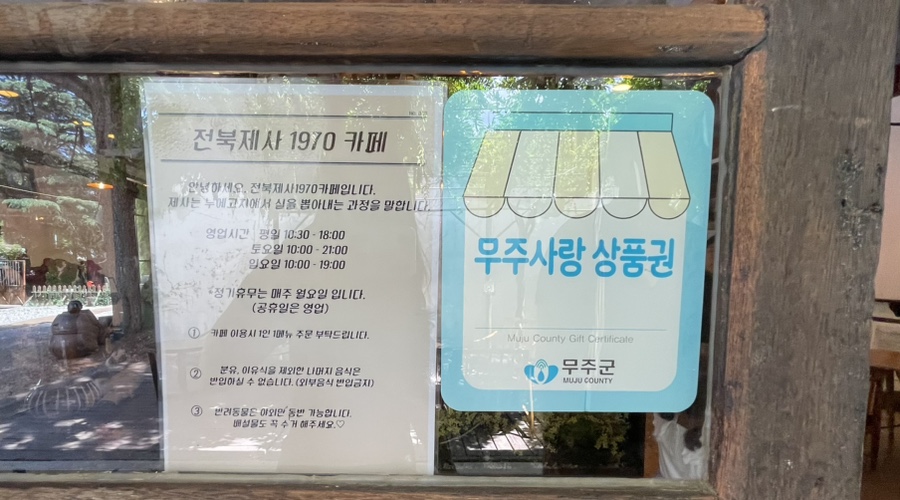 전북제사 1970 카페
안녕하세요. 전북제사1970카페입니다.
제사는 누에고치에서 실을 뽑아내는 과정을 말합니다.
영업시간 평일 10:30 - 18:00
토요일 10:00 - 21:00
일요일 10:00 - 19:00
*정기휴무는 매주 월요일 입니다.
(공휴일은 영업)
① 카페 이용시 1인 1메뉴 주문 부탁드립니다.
② 분유, 이유식을 제외한 나머지 음식은
반입하실 수 없습니다. (외부음식 반입금지)
③ 반려동물은 야외만 동반 가능합니다.
배설물도 꼭 수거 해주세요.♡
무주사랑 상품권
Muju County Gift Certificate
무주군
MUJU COUNTY